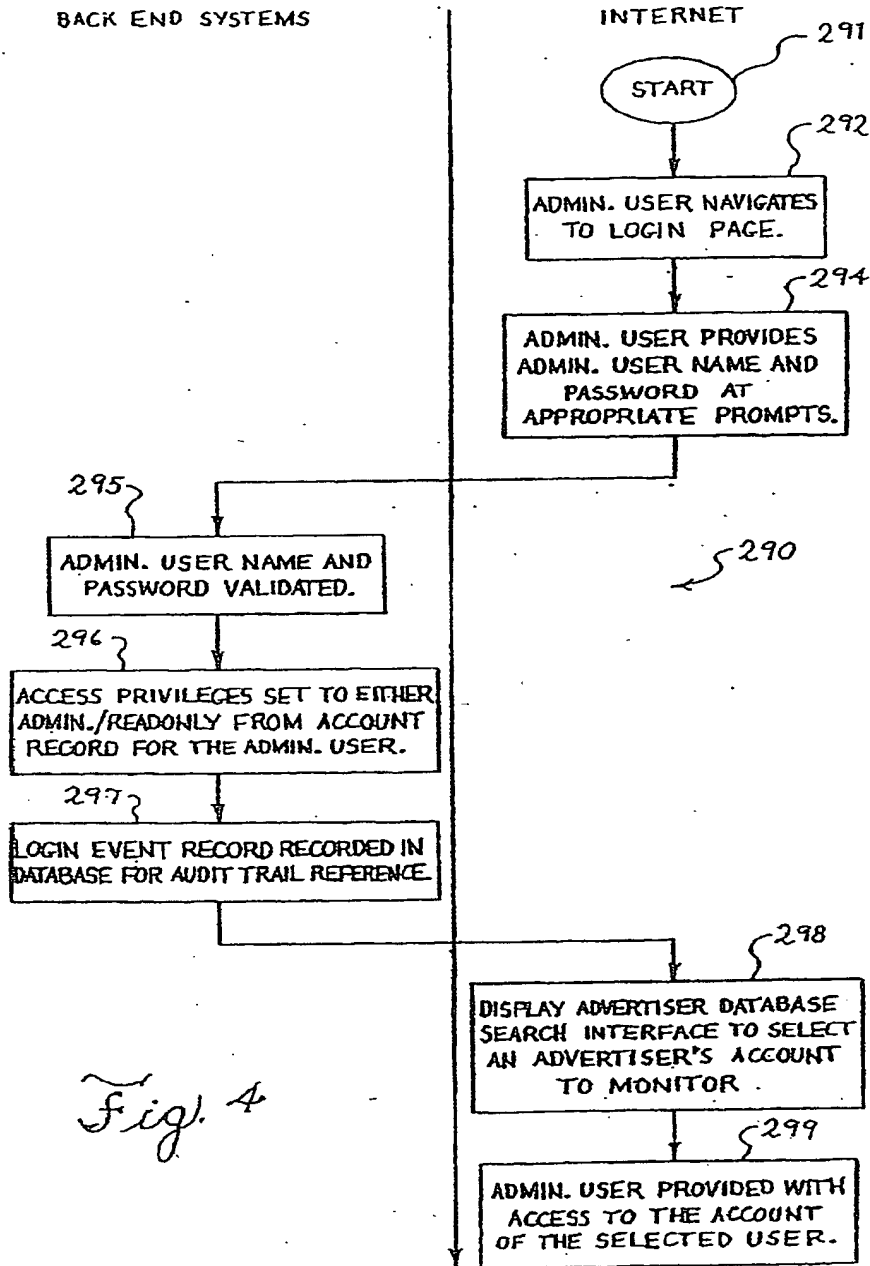 BACK END SYSTEMS
INTERNET
291
START
292
ADMIN. USER NAVIGATES
TO LOGIN PAGE.
294
ADMIN. USER PROVIDES
ADMIN. USER NAME AND
PASSWORD AT
APPROPRIATE PROMPTS.
295
ADMIN. USER NAME AND
PASSWORD VALIDATED.
290
296
ACCESS PRIVILEGES SET TO EITHER
ADMIN./READONLY FROM ACCOUNT
RECORD FOR THE ADMIN. USER.
297
LOGIN EVENT RECORD RECORDED IN
DATABASE FOR AUDIT TRAIL REFERENCE.
298
DISPLAY ADVERTISER DATABASE
SEARCH INTERFACE TO SELECT
AN ADVERTISER'S ACCOUNT
TO MONITOR.
Fig. 4
299
ADMIN. USER PROVIDED WITH
ACCESS TO THE ACCOUNT
OF THE SELECTED USER.